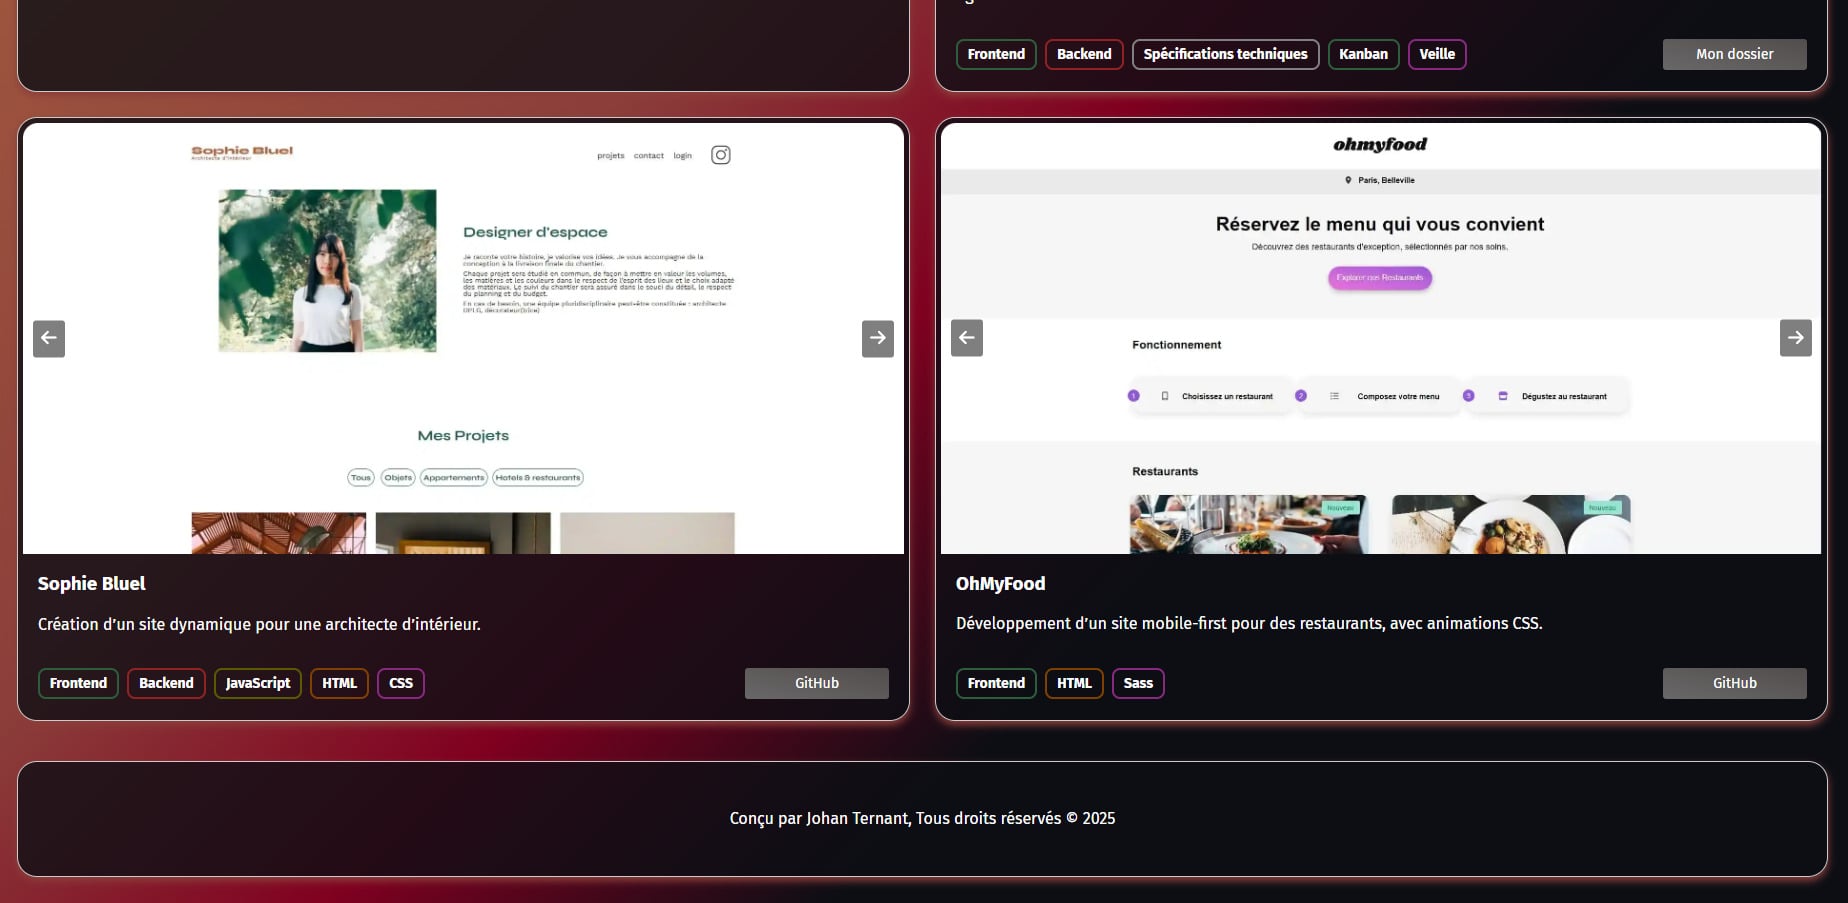 Frontend
Backend
Spécifications techniques
Kanban
Veille
Mon dossier
Sophie Bluel
Architecte d'intérieur
projets
contact
login
Designer d'espace
Je raconte votre histoire, je valorise vos idées. Je vous accompagne de la
conception à la livraison finale du chantier.
Chaque projet sera étudié en commun, de façon à mettre en valeur les volumes,
les matières et les couleurs dans le respect de l'esprit des lieux et le choix adapté
des matériaux. Le suivi du chantier sera assuré dans le souci du détail, le respect
du planning et du budget.
En cas de besoin, une équipe pluridisciplinaire peut-être constituée : architecte
DPLG, décorateur(trice)
Mes Projets
Tous
Objets
Appartements
Hotels & restaurants
Sophie Bluel
Création d'un site dynamique pour une architecte d'intérieur.
Frontend
Backend
JavaScript
HTML
CSS
GitHub
ohmyfood
Paris, Belleville
Réservez le menu qui vous convient
Découvrez des restaurants d'exception, sélectionnés par nos soins.
Explorer nos Restaurants
Fonctionnement
1
Choisissez un restaurant
2
Composez votre menu
3
Dégustez au restaurant
Restaurants
Nouveau
Nouveau
OhMyFood
Développement d'un site mobile-first pour des restaurants, avec animations CSS.
Frontend
HTML
Sass
GitHub
Conçu par Johan Ternant, Tous droits réservés © 2025